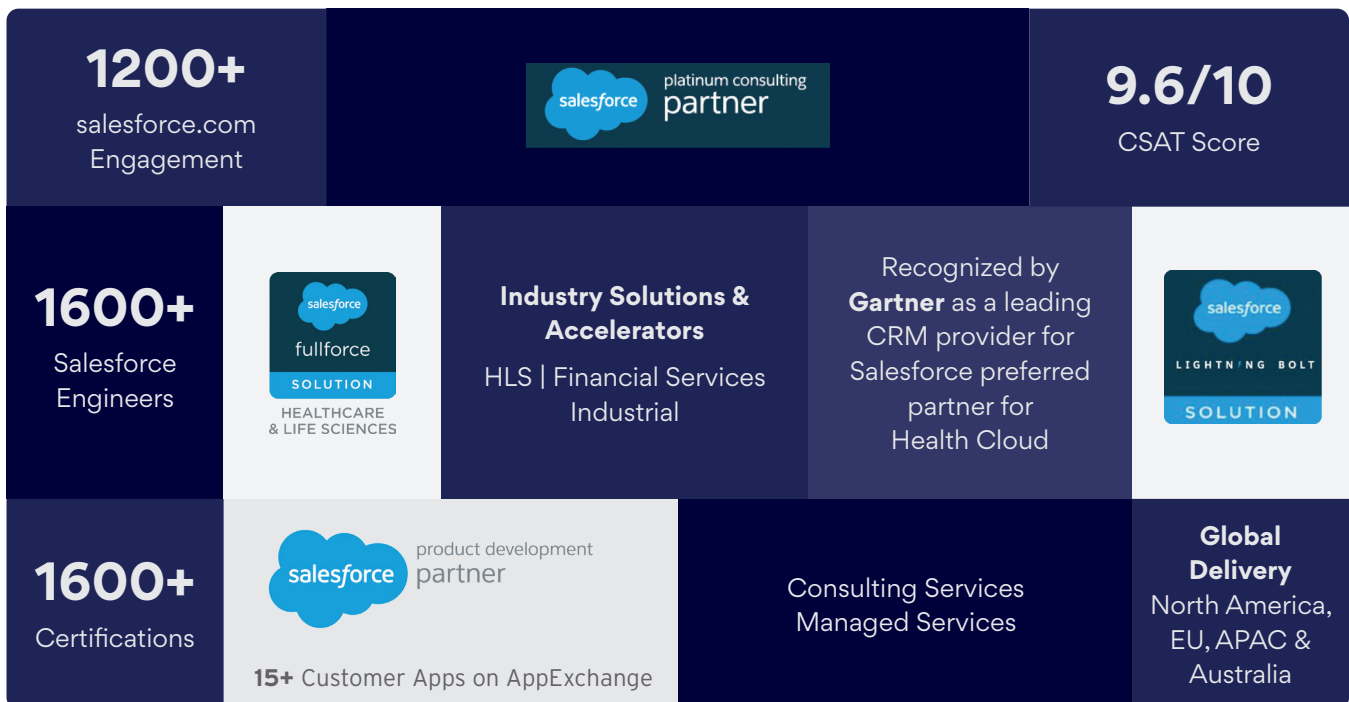 1200+
salesforce.com
Engagement
salesforce
platinum consulting
partner
9.6/10
CSAT Score
1600+
Salesforce
Engineers
salesforce
fullforce
SOLUTION
HEALTHCARE
& LIFE SCIENCES
Industry Solutions &
Accelerators
HLS | Financial Services
Industrial
Recognized by
Gartner as a leading
CRM provider for
Salesforce preferred
partner for
Health Cloud
salesforce
LIGHTNING BOLT
SOLUTION
1600+
Certifications
salesforce
product development
partner
15+ Customer Apps on AppExchange
Consulting Services
Managed Services
Global
Delivery
North America,
EU, APAC &
Australia